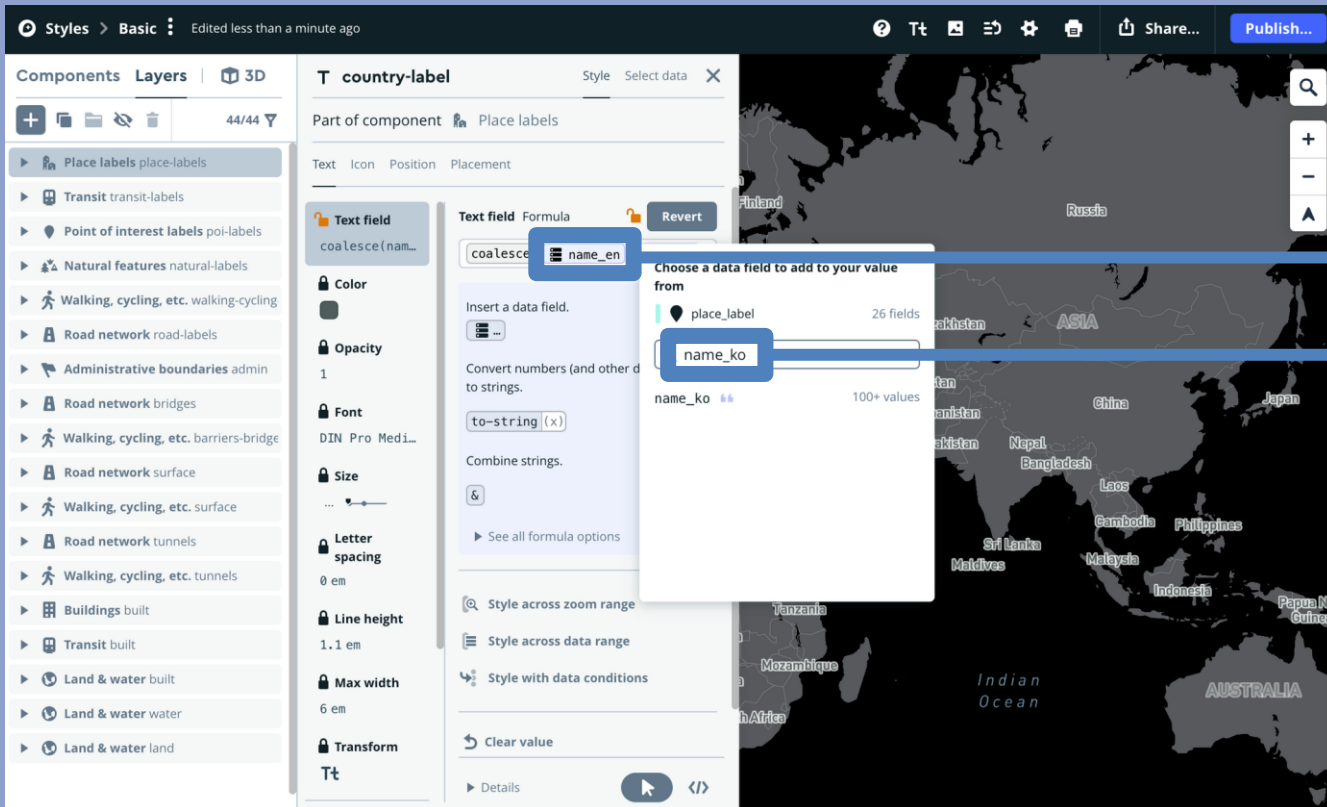 Styles > Basic
Edited less than a minute ago
Tt
Share...
Publish...
Components
Layers
3D
44/44
Place labels place-labels
Transit transit-labels
Point of interest labels poi-labels
Natural features natural-labels
Walking, cycling, etc. walking-cycling
Road network road-labels
Administrative boundaries admin
Road network bridges
Walking, cycling, etc. barriers-bridge
Road network surface
Walking, cycling, etc. surface
Road network tunnels
Walking, cycling, etc. tunnels
Buildings built
Transit built
Land & water built
Land & water water
Land & water land
T country-label
Style
Select data
Part of component
Place labels
Text
Icon
Position
Placement
Text field
coalesce(nam...
Color
Opacity
1
Font
DIN Pro Medi...
Size
...
Letter
spacing
0 em
Line height
1.1 em
Max width
6 em
Transform
Tt
Text field Formula
Revert
coalesce
name_en
Insert a data field.
...
Convert numbers (and other d
to strings.
to-string (x)
Combine strings.
&
See all formula options
Style across zoom range
Style across data range
Style with data conditions
Clear value
Details
</>
Choose a data field to add to your value
from
place_label
26 fields
name_ko
name_ko
100+ values
Finland
Russia
zakhstan
ASIA
tan
anistan
China
Japan
akistan
Nepal
Bangladesh
Laos
Cambodia
Philippines
Sri Lanka
Maldives
Malaysia
Indonesia
Papua N
Guine
Tanzania
Mozambique
Indian
Ocean
AUSTRALIA
h Africa
+
−